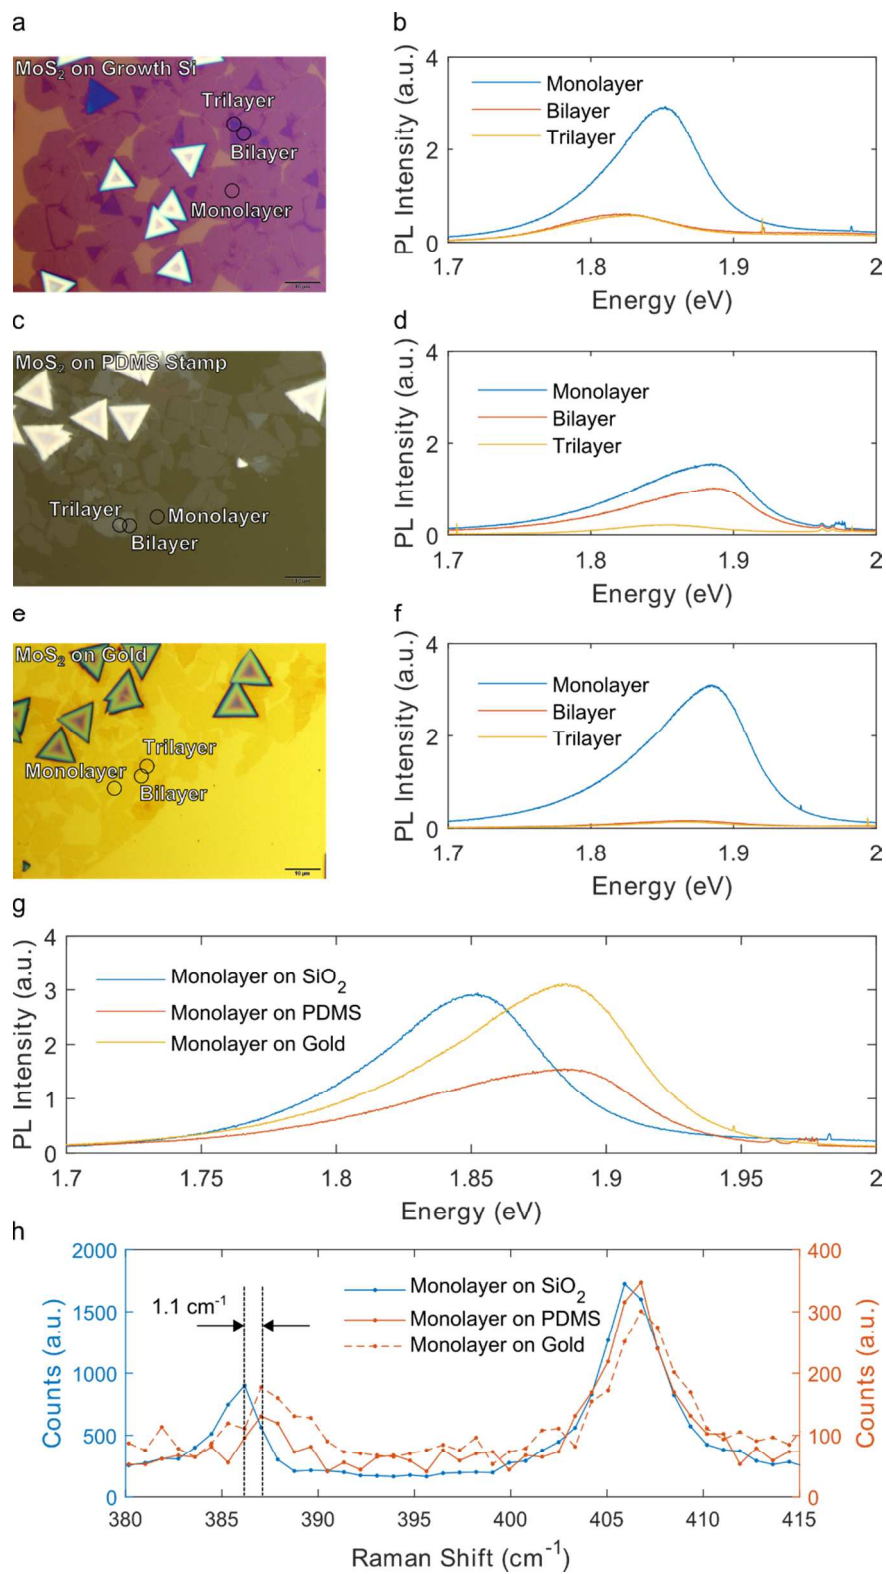 a
MoS2 on Growth Si
Trilayer
Bilayer
Monolayer
10 µm
b
PL Intensity (a.u.)
4
2
0
Monolayer
Bilayer
Trilayer
1.7
1.8
1.9
2
Energy (eV)
c
MoS2 on PDMS Stamp
Trilayer
Monolayer
Bilayer
10 µm
d
PL Intensity (a.u.)
4
2
0
Monolayer
Bilayer
Trilayer
1.7
1.8
1.9
2
Energy (eV)
e
MoS2 on Gold
Trilayer
Monolayer
Bilayer
10 µm
f
PL Intensity (a.u.)
4
2
0
Monolayer
Bilayer
Trilayer
1.7
1.8
1.9
2
Energy (eV)
g
PL Intensity (a.u.)
4
3
2
1
0
Monolayer on SiO2
Monolayer on PDMS
Monolayer on Gold
1.7
1.75
1.8
1.85
1.9
1.95
2
Energy (eV)
h
Counts (a.u.)
2000
1500
1000
500
0
1.1 cm-1
Monolayer on SiO2
Monolayer on PDMS
Monolayer on Gold
400
300
200
100
0
Counts (a.u.)
380
385
390
395
400
405
410
415
Raman Shift (cm-1)